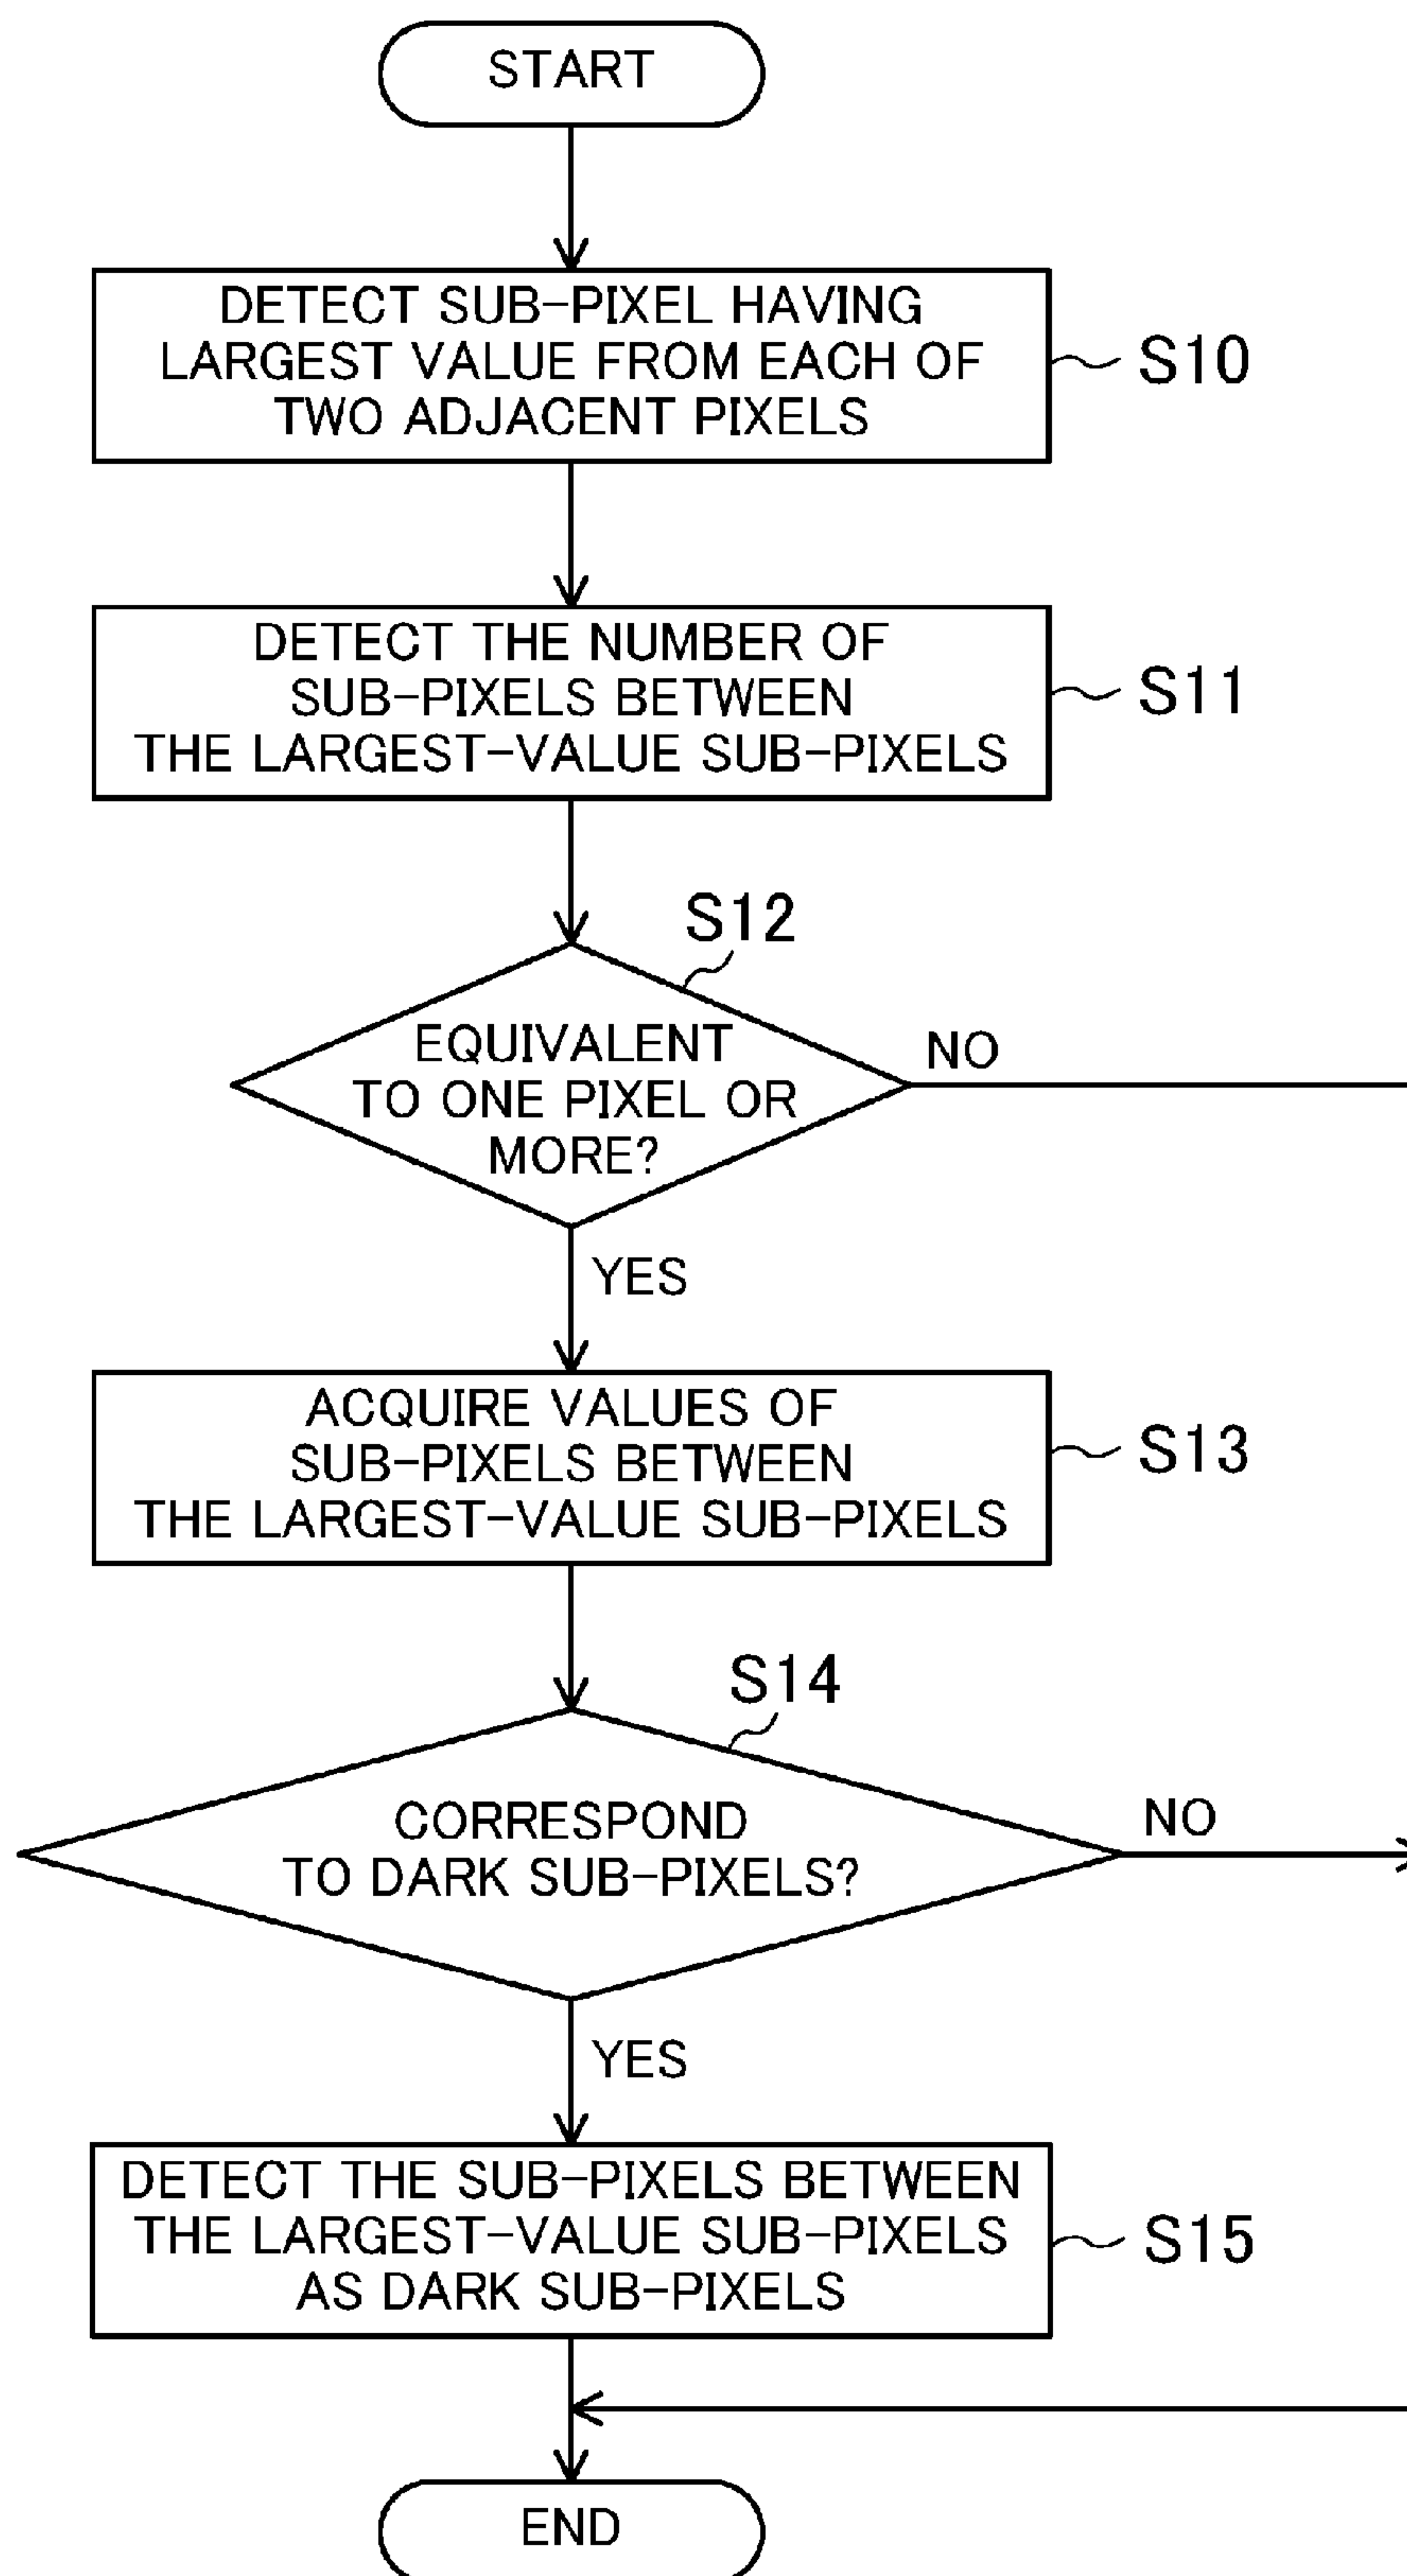 START
DETECT SUB-PIXEL HAVING
LARGEST VALUE FROM EACH OF
TWO ADJACENT PIXELS
S10
DETECT THE NUMBER OF
SUB-PIXELS BETWEEN
THE LARGEST-VALUE SUB-PIXELS
S11
S12
EQUIVALENT
TO ONE PIXEL OR
MORE?
NO
YES
ACQUIRE VALUES OF
SUB-PIXELS BETWEEN
THE LARGEST-VALUE SUB-PIXELS
S13
S14
CORRESPOND
TO DARK SUB-PIXELS?
NO
YES
DETECT THE SUB-PIXELS BETWEEN
THE LARGEST-VALUE SUB-PIXELS
AS DARK SUB-PIXELS
S15
END